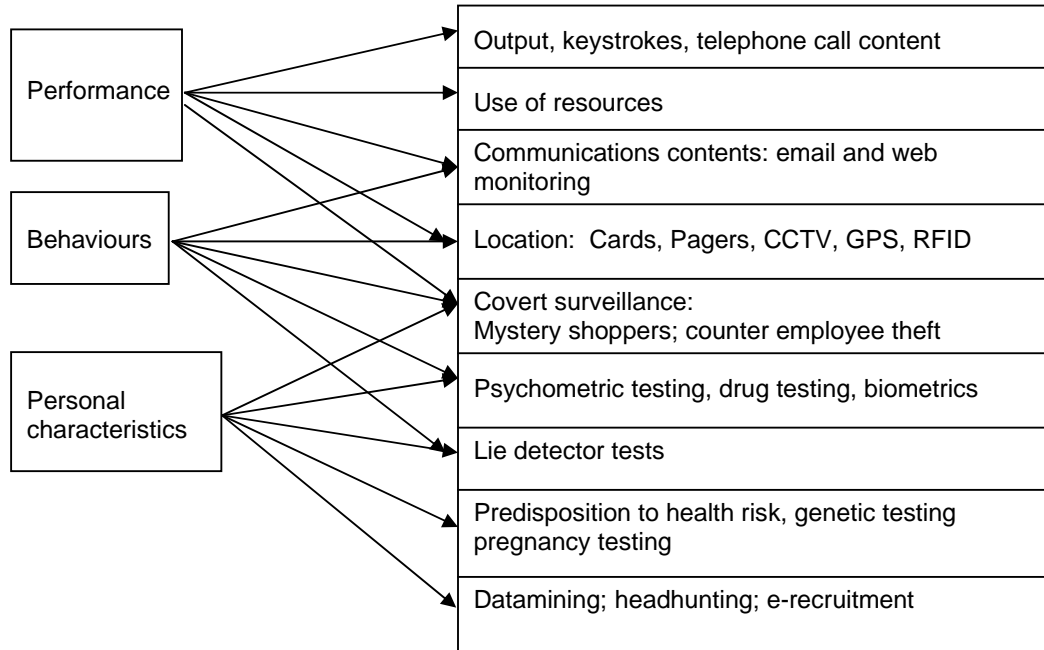 Performance
Behaviours
Personal
characteristics
Output, keystrokes, telephone call content
Use of resources
Communications contents: email and web
monitoring
Location:  Cards, Pagers, CCTV, GPS, RFID
Covert surveillance:
Mystery shoppers; counter employee theft
Psychometric testing, drug testing, biometrics
Lie detector tests
Predisposition to health risk, genetic testing
pregnancy testing
Datamining; headhunting; e-recruitment